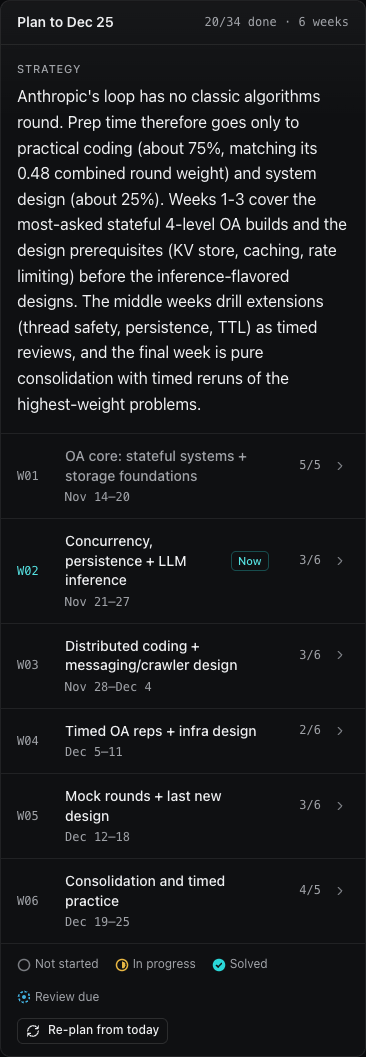 Plan to Dec 25
20/34 done · 6 weeks
STRATEGY
Anthropic's loop has no classic algorithms
round. Prep time therefore goes only to
practical coding (about 75%, matching its
0.48 combined round weight) and system
design (about 25%). Weeks 1-3 cover the
most-asked stateful 4-level OA builds and the
design prerequisites (KV store, caching, rate
limiting) before the inference-flavored
designs. The middle weeks drill extensions
(thread safety, persistence, TTL) as timed
reviews, and the final week is pure
consolidation with timed reruns of the
highest-weight problems.
W01
OA core: stateful systems +
storage foundations
Nov 14—20
5/5
W02
Concurrency,
persistence + LLM
inference
Nov 21—27
Now
3/6
W03
Distributed coding +
messaging/crawler design
Nov 28—Dec 4
3/6
W04
Timed OA reps + infra design
Dec 5—11
2/6
W05
Mock rounds + last new
design
Dec 12—18
3/6
W06
Consolidation and timed
practice
Dec 19—25
4/5
Not started
In progress
Solved
Review due
Re-plan from today